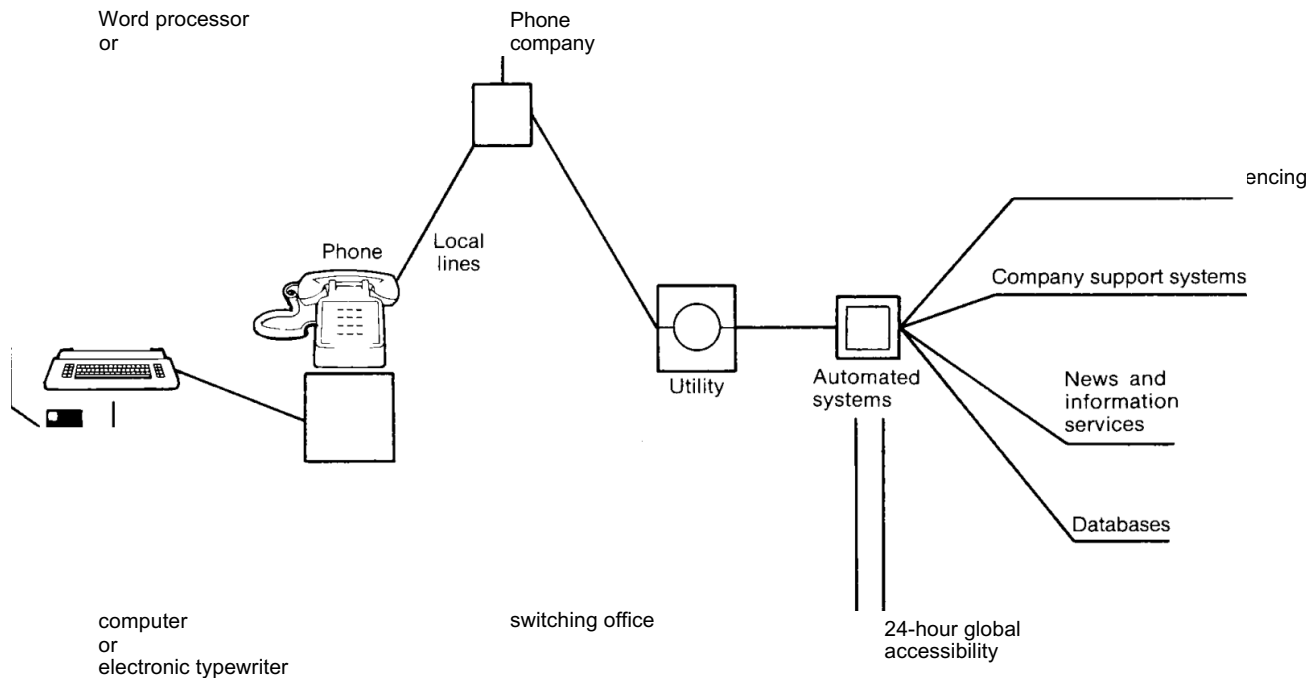 Word processor
or
Phone
company
encing
Phone
Local
lines
Company support systems
Utility
Automated
systems
News and
information
services
Databases
computer
or
electronic typewriter
switching office
24-hour global
accessibility